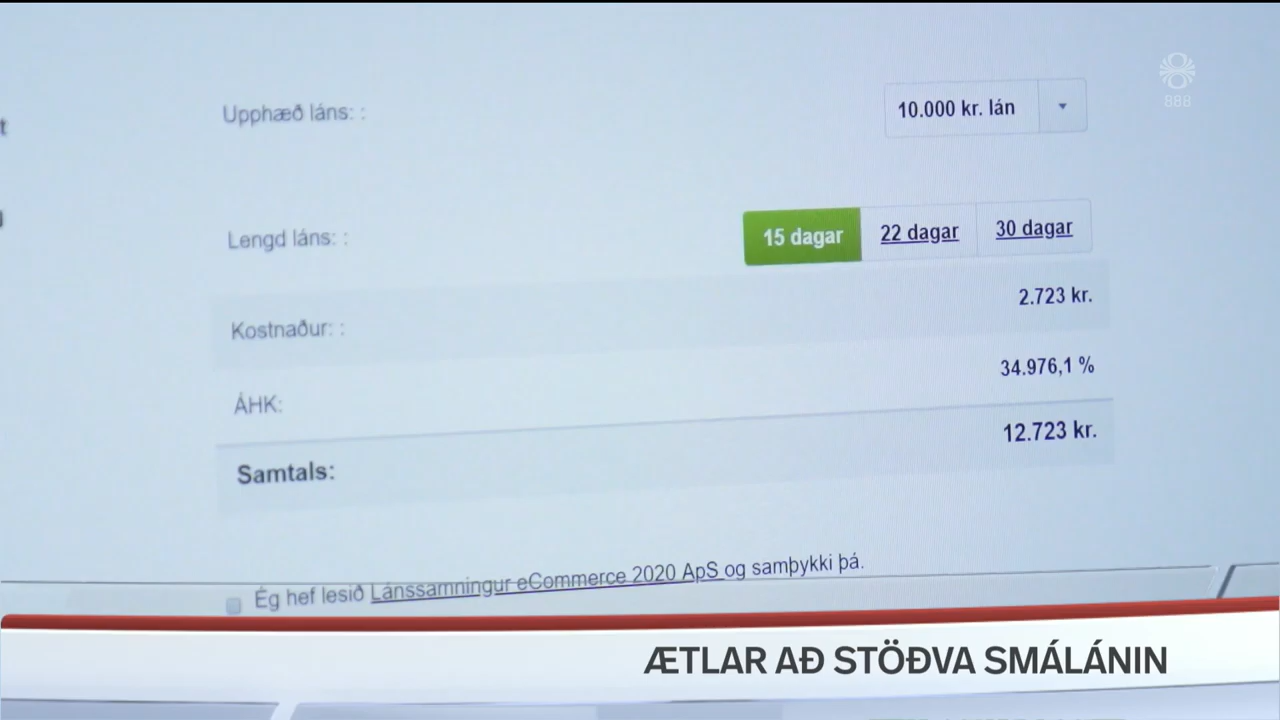 888
Upphæð láns: :
10.000 kr. lán
Lengd láns: :
15 dagar
22 dagar
30 dagar
Kostnaður: :
2.723 kr.
ÁHK:
34.976,1 %
Samtals:
12.723 kr.
Ég hef lesið Lánssamningur eCommerce 2020 ApS og samþykki þá.
ÆTLAR AÐ STÖÐVA SMÁLÁNIN